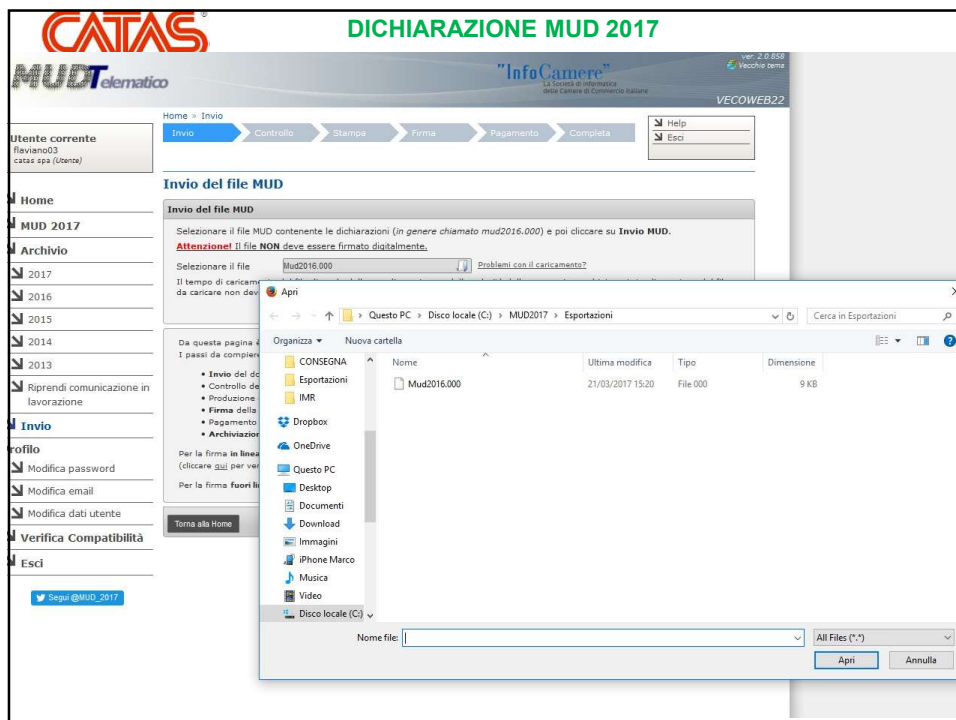 CATAS®
DICHIARAZIONE MUD 2017
MUDTelematico
"InfoCamere"
La Società di informatica
delle Camere di Commercio Italiane
ver. 2.0.858
Vecchio tema
VECOWEB22
Utente corrente
flaviano03
catas spa (Utente)
Home » Invio
Invio
Controllo
Stampa
Firma
Pagamento
Completa
Help
Esci
Home
MUD 2017
Archivio
2017
2016
2015
2014
2013
Riprendi comunicazione in
lavorazione
Invio
rofilo
Modifica password
Modifica email
Modifica dati utente
Verifica Compatibilità
Esci
Segui @MUD_2017
Invio del file MUD
Invio del file MUD
Selezionare il file MUD contenente le dichiarazioni (in genere chiamato mud2016.000) e poi cliccare su Invio MUD.
Attenzione! Il file NON deve essere firmato digitalmente.
Selezionare il file
Mud2016.000
Problemi con il caricamento?
Il tempo di caricame
da caricare non dev
Da questa pagina è
I passi da compiere
• Invio del do
• Controllo de
• Produzione
• Firma della
• Pagamento
• Archiviazior
Per la firma in linea
(cliccare qui per ver
Per la firma fuori li
Torna alla Home
Apri
Questo PC › Disco locale (C:) › MUD2017 › Esportazioni
Cerca in Esportazioni
Organizza
Nuova cartella
CONSEGNA
Esportazioni
IMR
Dropbox
OneDrive
Questo PC
Desktop
Documenti
Download
Immagini
iPhone Marco
Musica
Video
Disco locale (C:)
Nome
Ultima modifica
Tipo
Dimensione
Mud2016.000
21/03/2017 15:20
File 000
9 KB
Nome file:
All Files (*.*)
Apri
Annulla